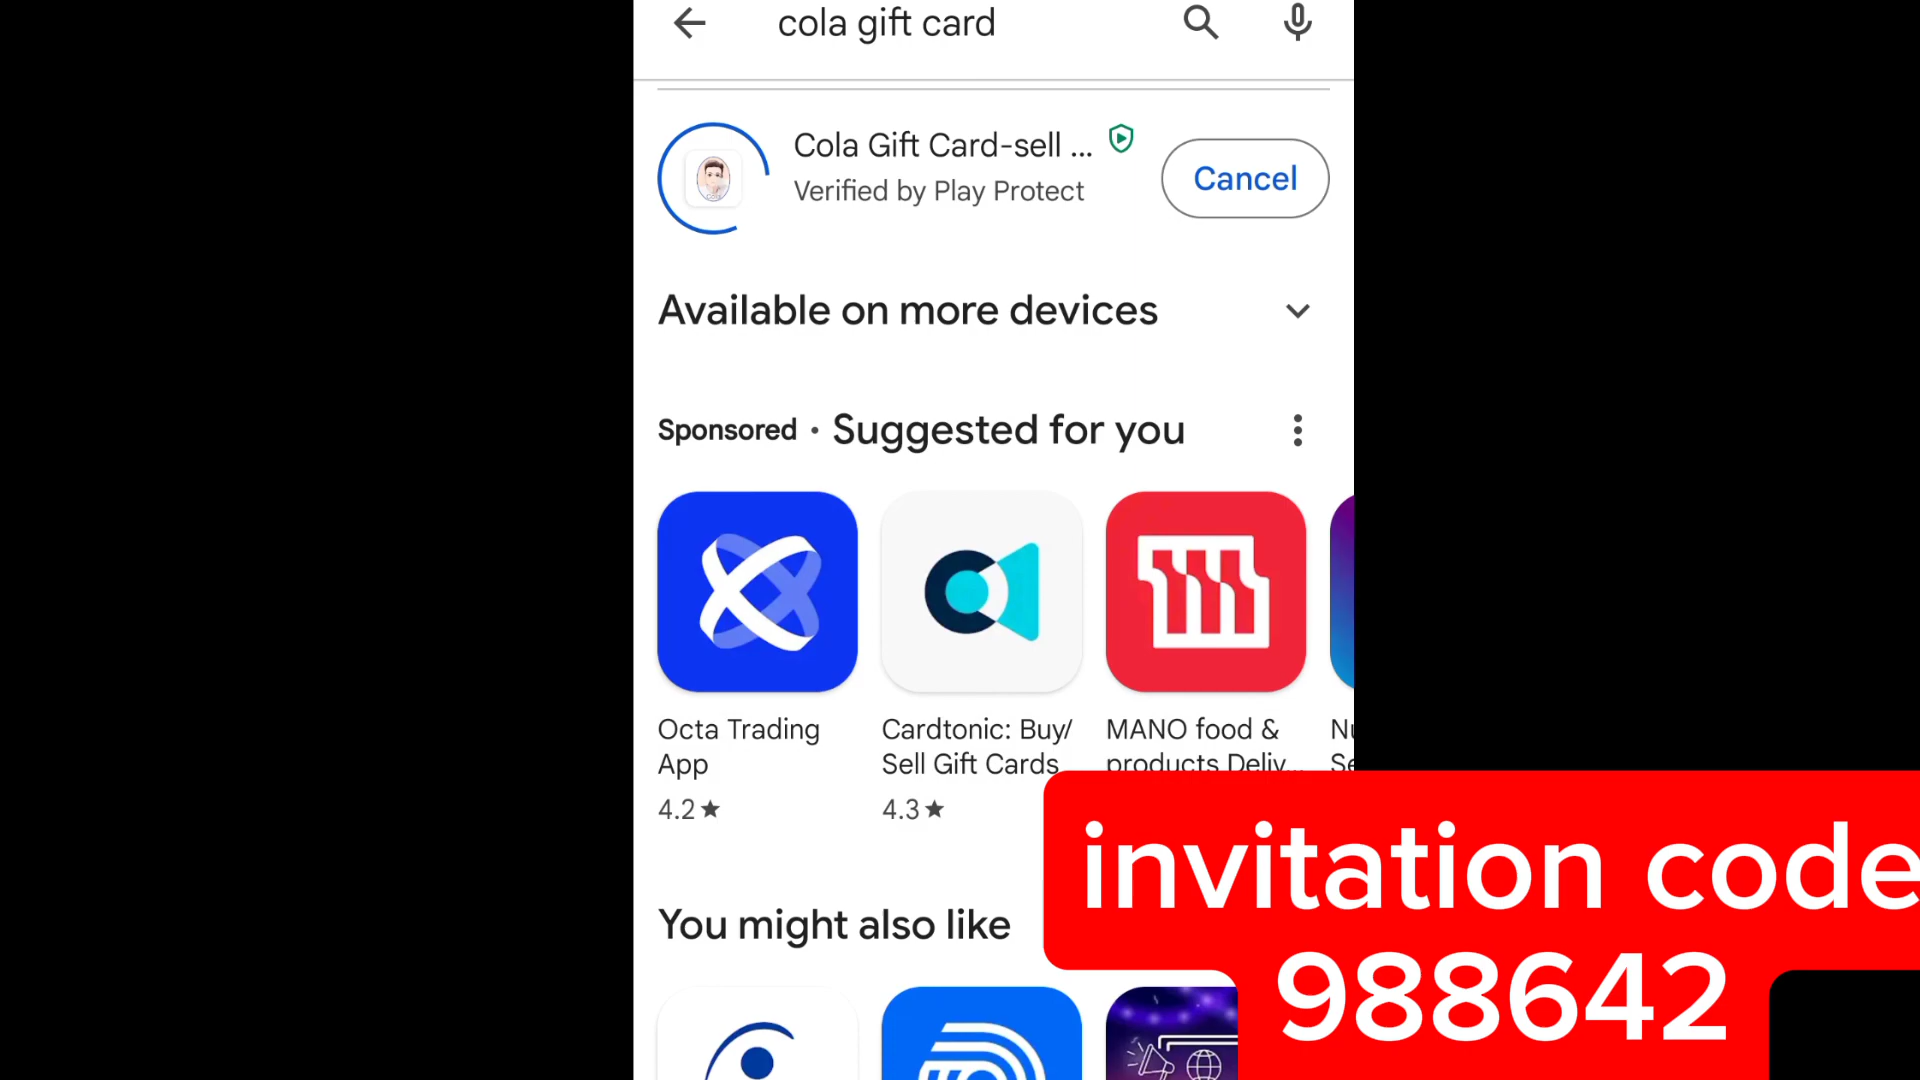 cola gift card
Cola Gift Card-sell ...
Verified by Play Protect
Cancel
Available on more devices
Sponsored · Suggested for you
Octa Trading
App
4.2★
Cardtonic: Buy/
Sell Gift Cards
4.3★
MANO food &
products Deliv...
invitation code
988642
You might also like